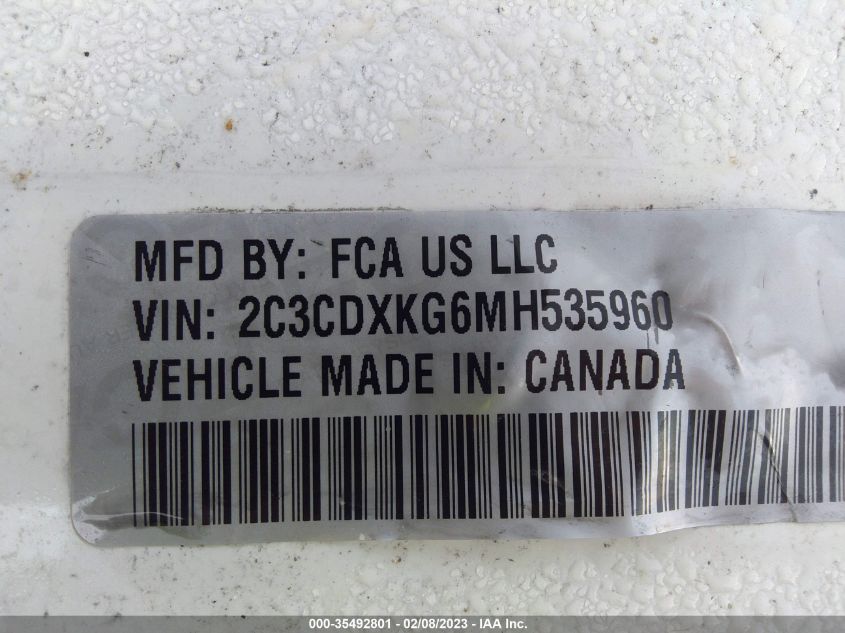 MFD BY: FCA US LLC
VIN: 2C3CDXKG6MH535960
VEHICLE MADE IN: CANADA
000-35492801 - 02/08/2023 - IAA Inc.